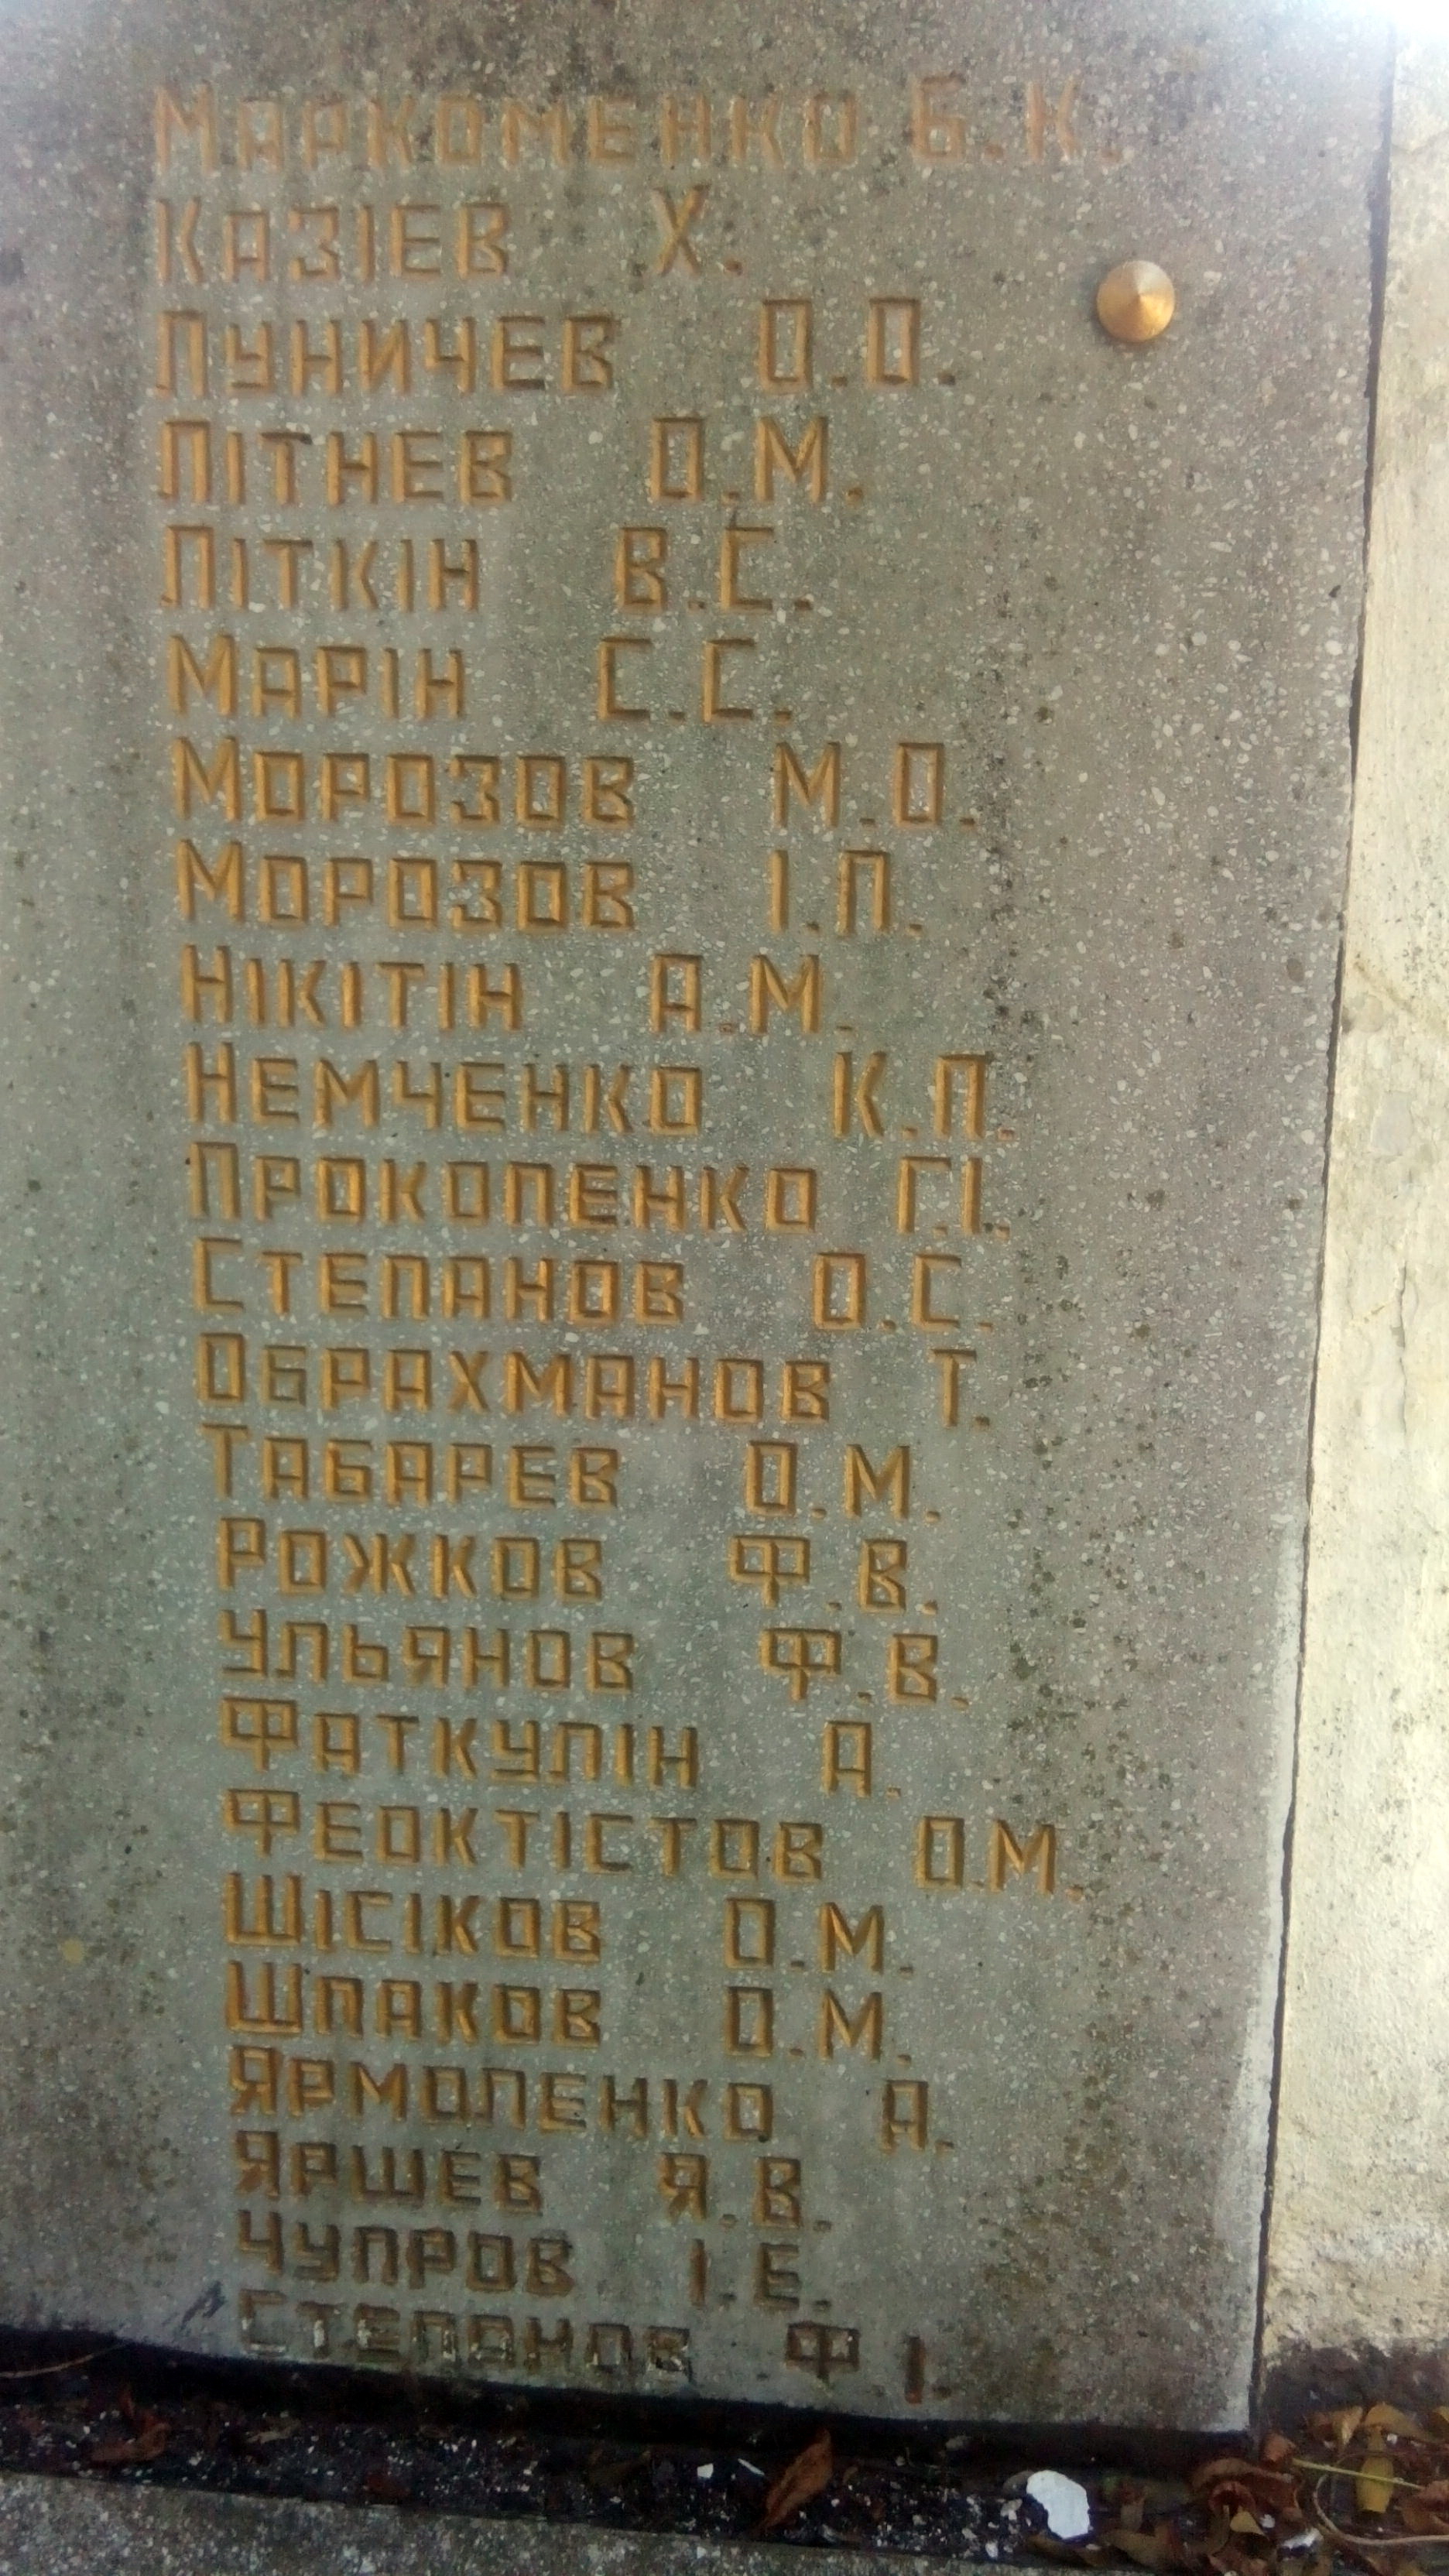 Маркоменко Б.К.
Казієв Х.
Луничев О.О.
Літнев О.М.
Піткін В.С.
Марін С.С.
Морозов М.О.
Морозов І.П.
Нікітін А.М.
Немченко К.П.
Прокопенко Г.І.
Степанов О.С.
Обрахманов Т.
Табарев О.М.
Рожков Ф.В.
Ульянов Ф.В.
Фаткулін А.
Феоктістов О.М.
Шісіков О.М.
Шпаков О.М.
Ярмоленко А.
Яршев Я.В.
Чупров І.Е.
Степанов Ф.І.